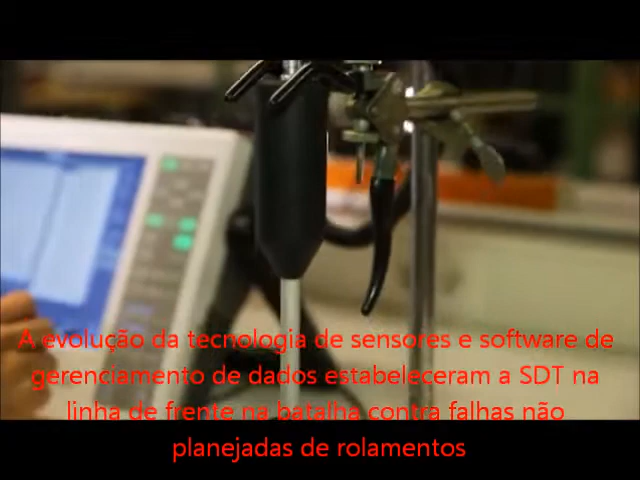 A evolução da tecnologia de sensores e software de
gerenciamento de dados estabeleceram a SDT na
linha de frente na batalha contra falhas não
planejadas de rolamentos